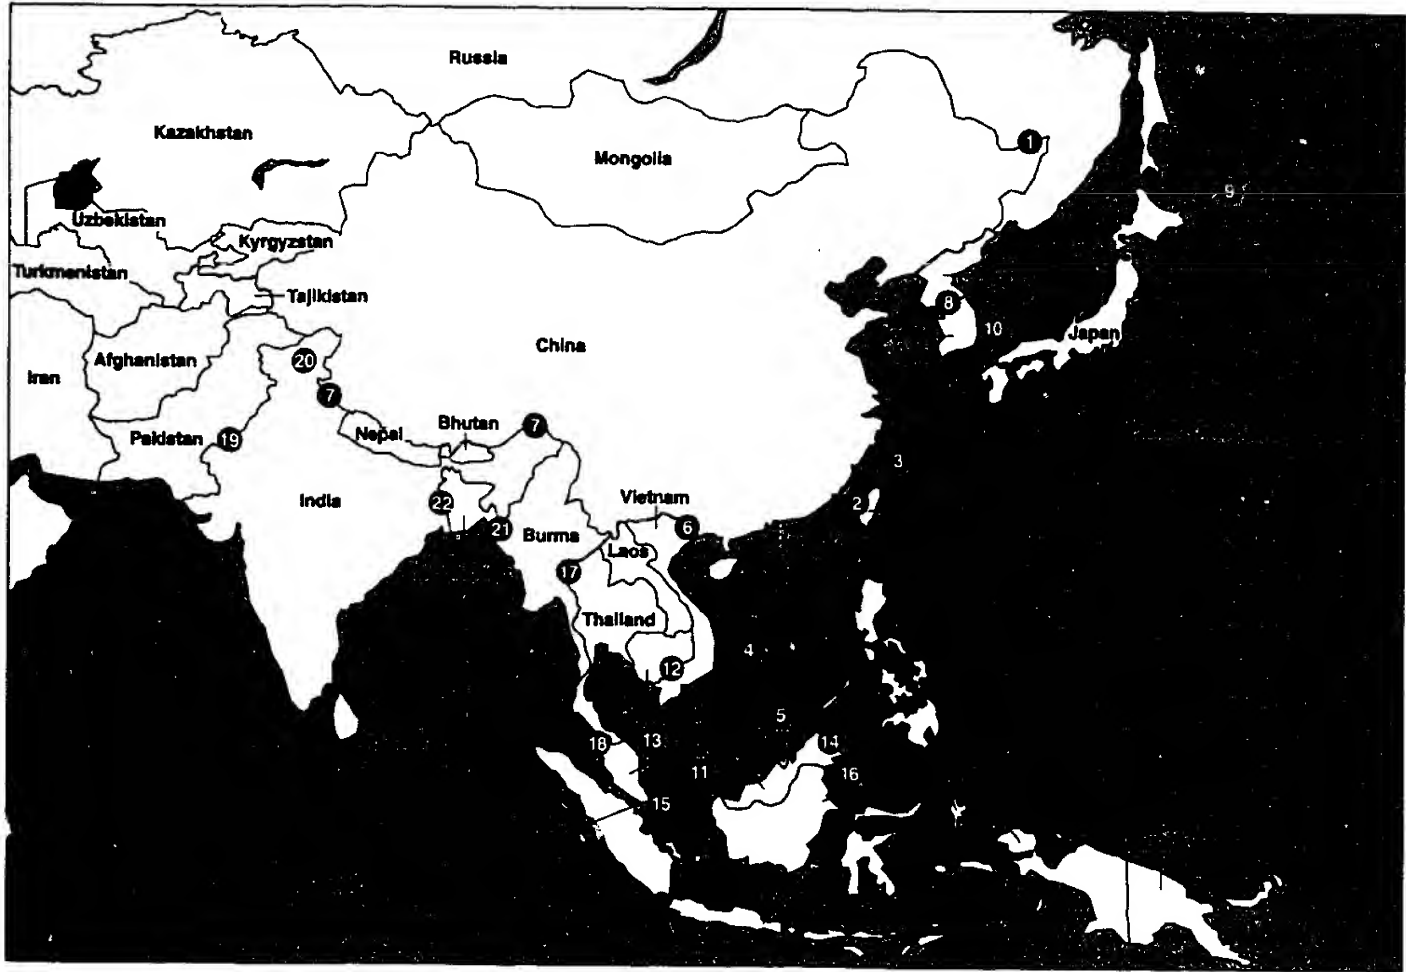 Russia
Kazakhstan
1
Mongolia
9
Uzbekistan
Kyrgyzstan
Turkmenistan
Tajikistan
8
10
Japan
China
Afghanistan
20
Iran
7
Bhutan
7
Nepal
Pakistan
19
3
India
22
Vietnam
2
21
Burma
6
Laos
17
Thailand
4
12
5
18
13
14
11
16
15